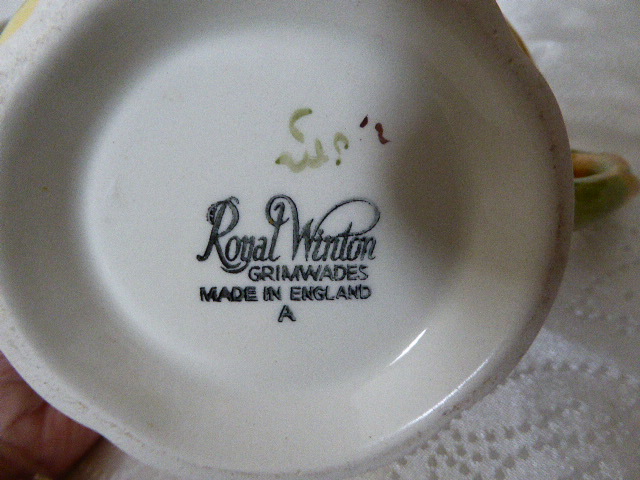 Royal Winton
GRIMWADES
MADE IN ENGLAND
A